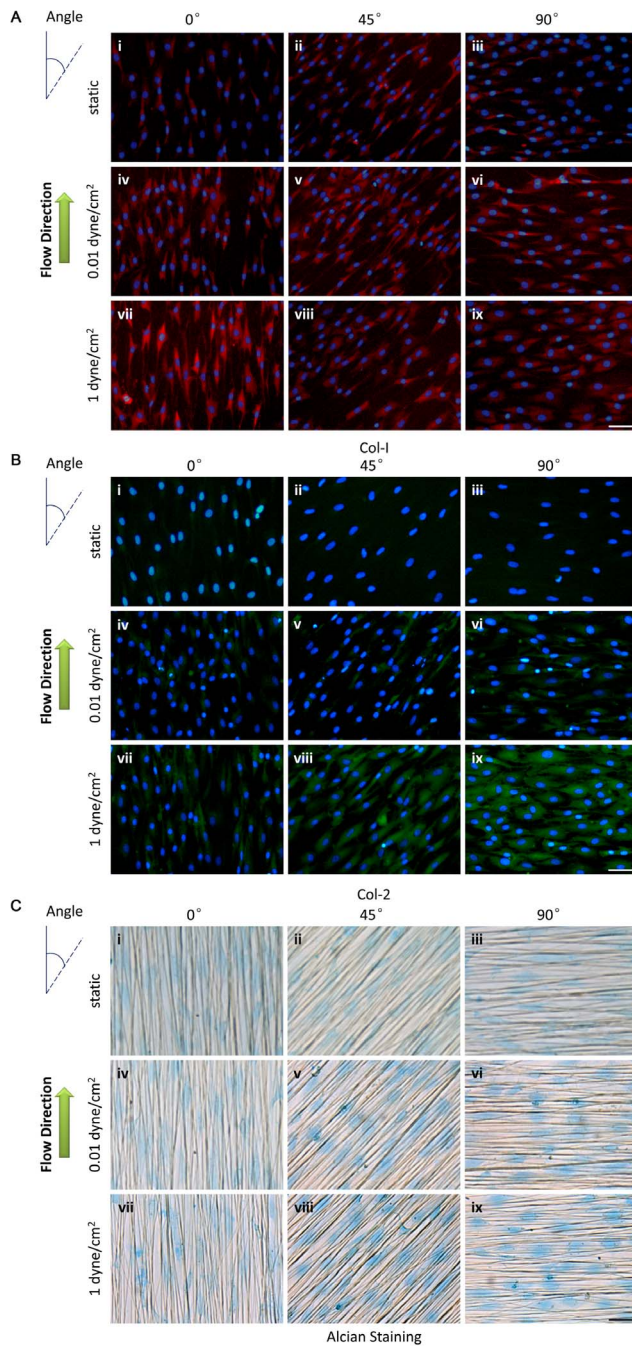 A
Angle
0°
45°
90°
static
i
ii
iii
Flow Direction
0.01 dyne/cm²
iv
v
vi
1 dyne/cm²
vii
viii
ix
Col-I
B
Angle
0°
45°
90°
static
i
ii
iii
Flow Direction
0.01 dyne/cm²
iv
v
vi
1 dyne/cm²
vii
viii
ix
Col-2
C
Angle
0°
45°
90°
static
i
ii
iii
Flow Direction
0.01 dyne/cm²
iv
v
vi
1 dyne/cm²
vii
viii
ix
Alcian Staining